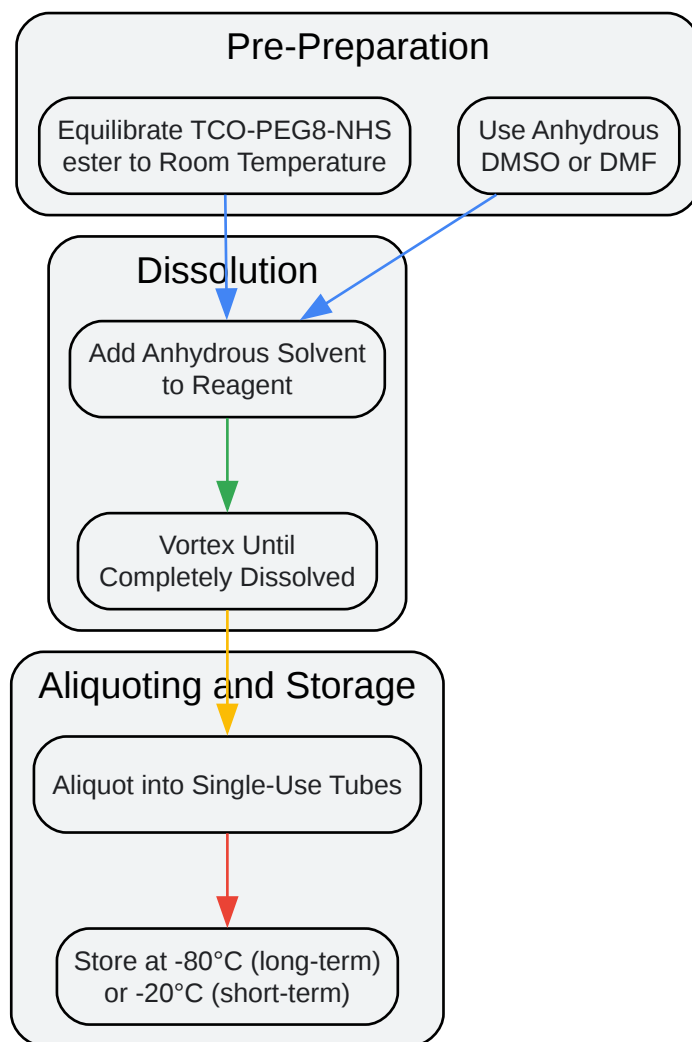 Pre-Preparation
Equilibrate TCO-PEG8-NHS
ester to Room Temperature
Use Anhydrous
DMSO or DMF
Dissolution
Add Anhydrous Solvent
to Reagent
Vortex Until
Completely Dissolved
Aliquoting and Storage
Aliquot into Single-Use Tubes
Store at -80°C (long-term)
or -20°C (short-term)